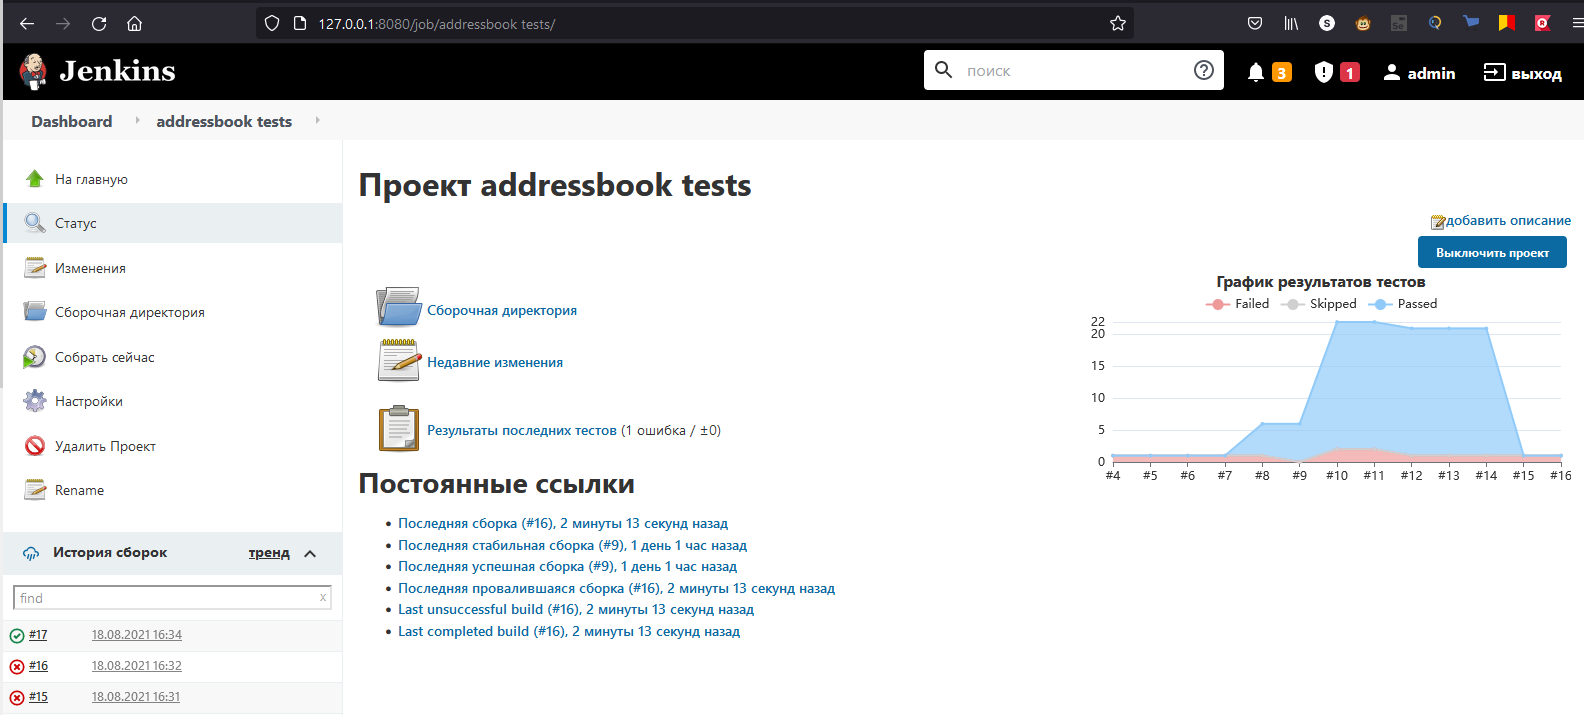 127.0.0.1:8080/job/addressbook tests/
S
Se
Jenkins
поиск
3
1
admin
выход
Dashboard
addressbook tests
На главную
Статус
Изменения
Сборочная директория
Собрать сейчас
Настройки
Удалить Проект
Rename
История сборок
тренд
find
x
#17 18.08.2021 16:34
#16 18.08.2021 16:32
#15 18.08.2021 16:31
Проект addressbook tests
добавить описание
Выключить проект
Сборочная директория
Недавние изменения
Результаты последних тестов (1 ошибка / ±0)
График результатов тестов
Failed Skipped Passed
22
20
15
10
5
0
#4 #5 #6 #7 #8 #9 #10 #11 #12 #13 #14 #15 #16
Постоянные ссылки
Последняя сборка (#16), 2 минуты 13 секунд назад
Последняя стабильная сборка (#9), 1 день 1 час назад
Последняя успешная сборка (#9), 1 день 1 час назад
Последняя провалившаяся сборка (#16), 2 минуты 13 секунд назад
Last unsuccessful build (#16), 2 минуты 13 секунд назад
Last completed build (#16), 2 минуты 13 секунд назад